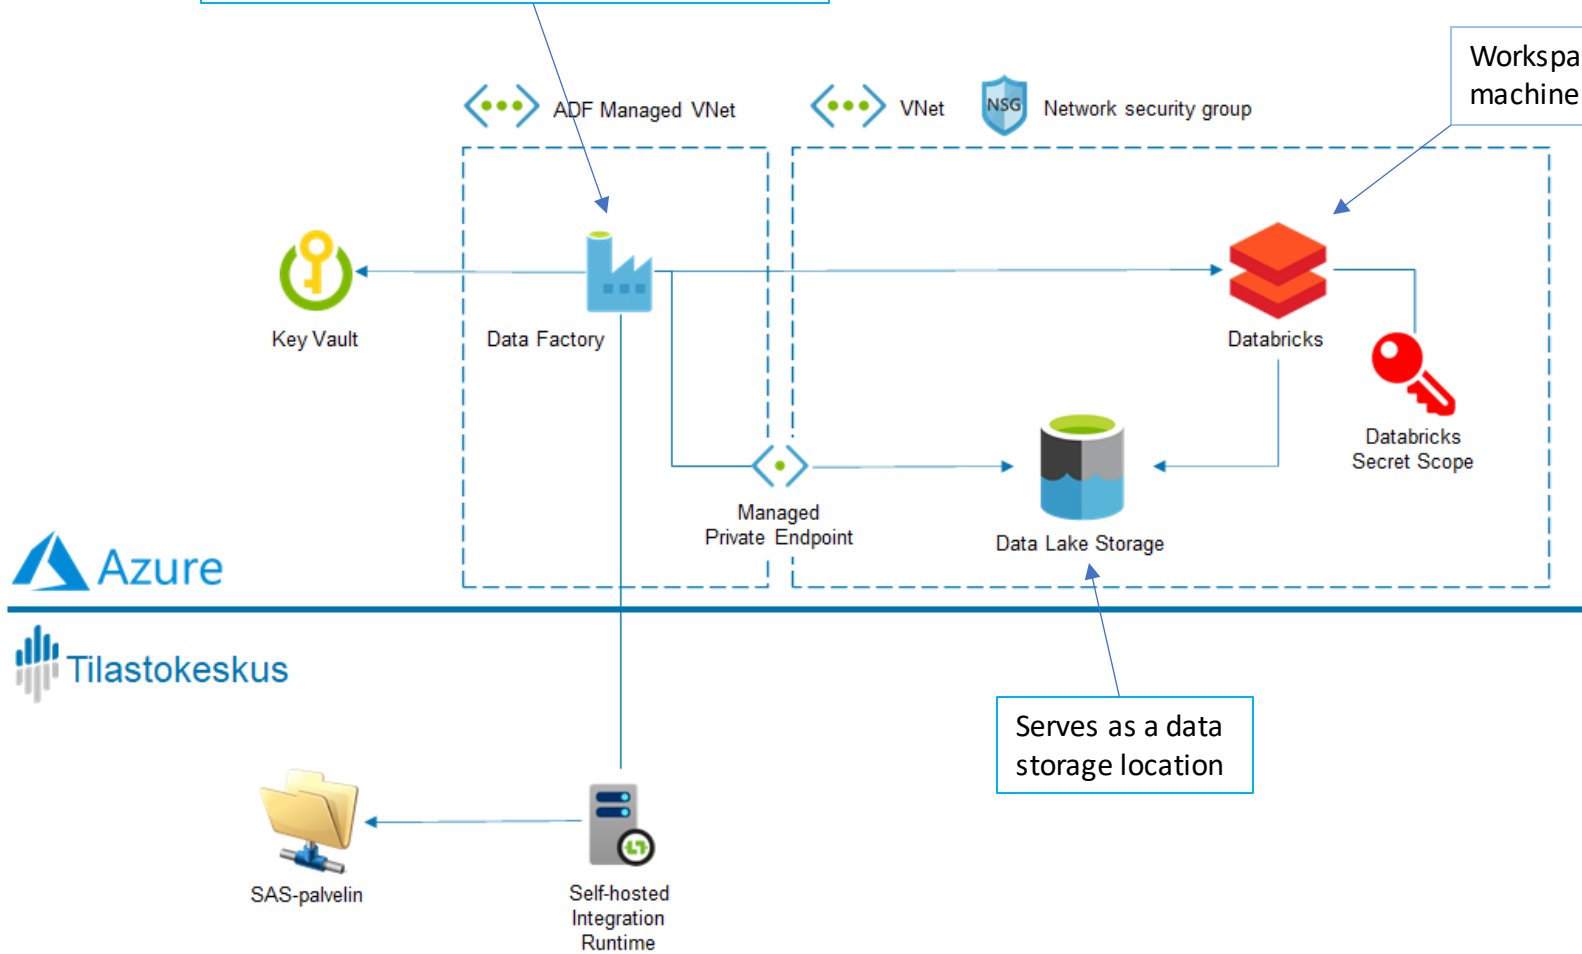 Workspa
machine
ADF Managed VNet
VNet
NSG
Network security group
Key Vault
Data Factory
Databricks
Databricks
Secret Scope
Managed
Private Endpoint
Data Lake Storage
Azure
Tilastokeskus
Serves as a data
storage location
SAS-palvelin
Self-hosted
Integration
Runtime